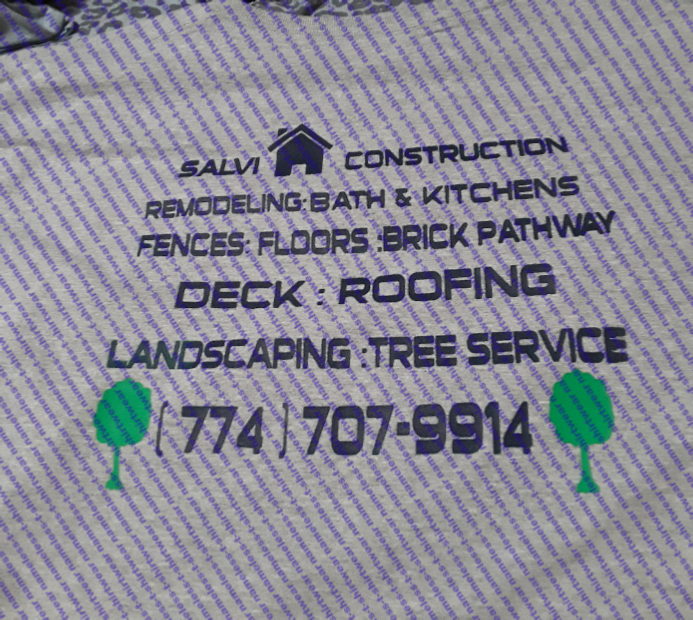 SALVI CONSTRUCTION
REMODELING:BATH & KITCHENS
FENCES: FLOORS :BRICK PATHWAY
DECK : ROOFING
LANDSCAPING :TREE SERVICE
(774) 707-9914